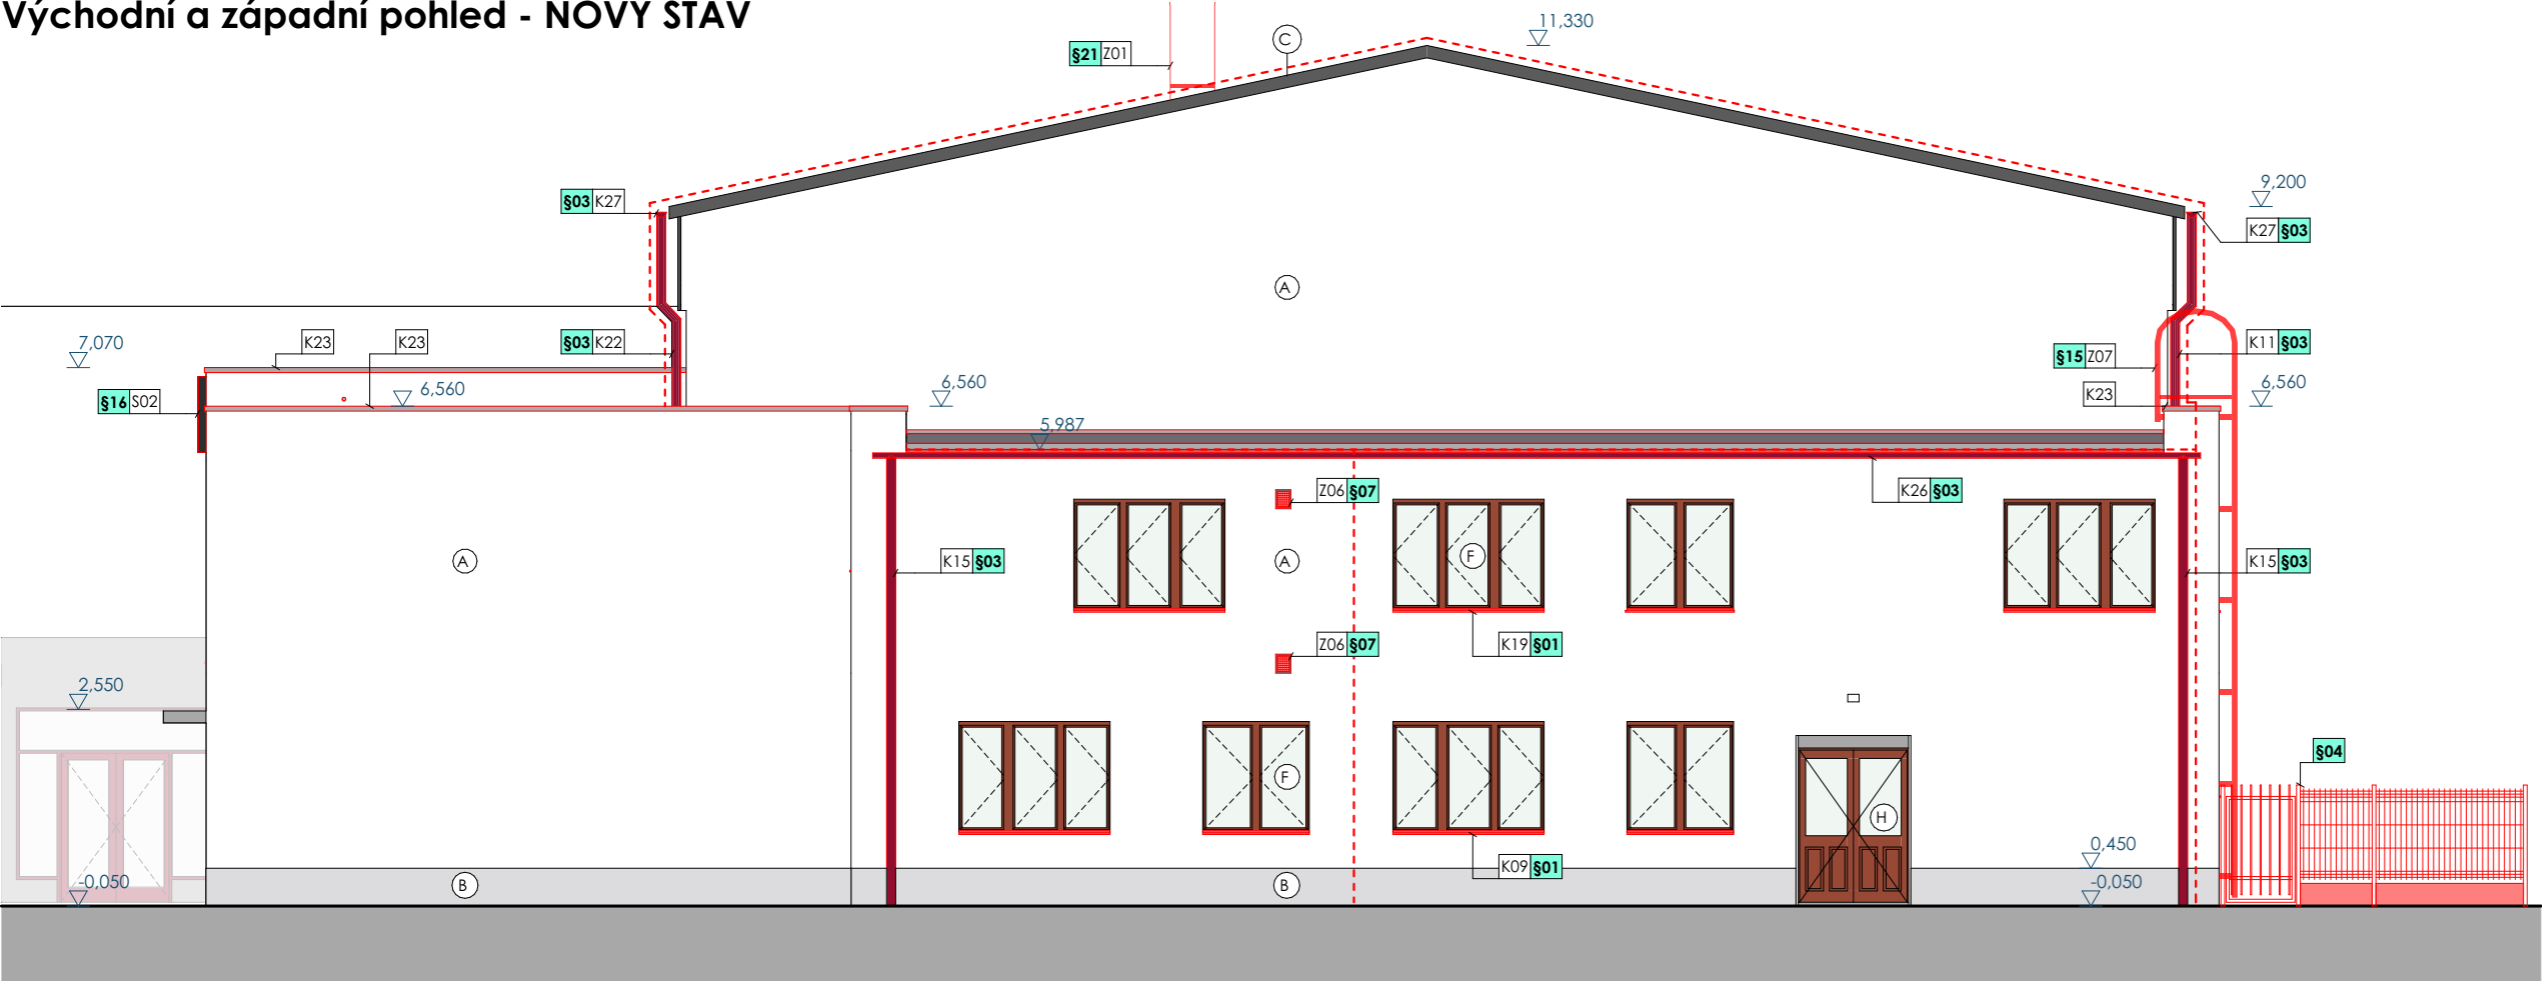 Východní a západní pohled - NOVÝ STAV
11,330
C
§21 Z01
9,200
§03 K27
K27 §03
A
7,070
K23
K23
§03 K22
K11 §03
§15 Z07
6,560
6,560
6,560
§16 S02
K23
5,987
Z06 §07
K26 §03
A
K15 §03
A
F
K15 §03
Z06 §07
K19 §01
2,550
§04
F
H
0,450
K09 §01
-0,050
B
B
-0,050